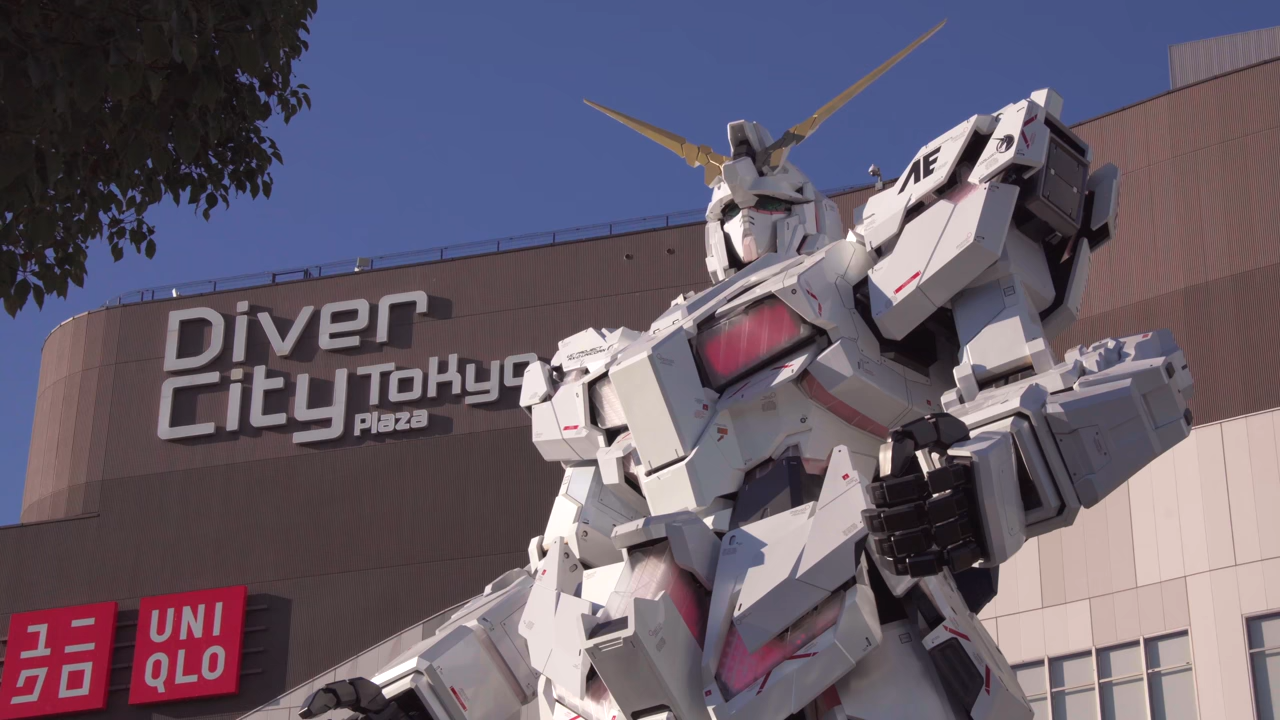 Diver
City Tokyo
Plaza
AE
ユニ
クロ
UNI
QLO